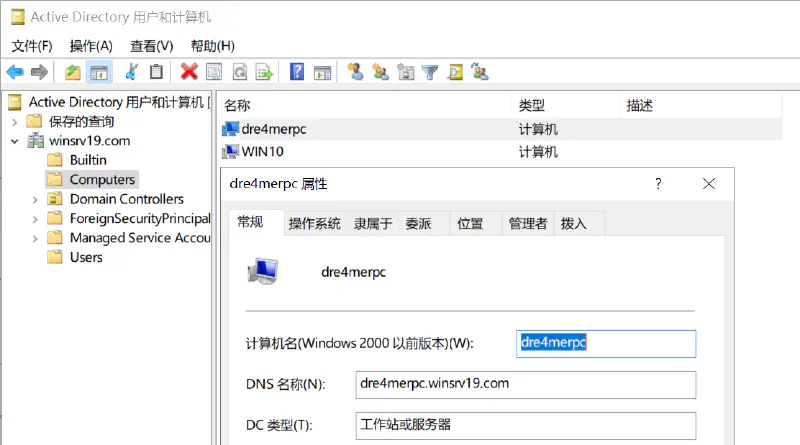 Active Directory 用户和计算机
文件(F) 操作(A) 查看(V) 帮助(H)
Active Directory 用户和计算机 [
保存的查询
winsrv19.com
Builtin
Computers
Domain Controllers
ForeignSecurityPrincipal
Managed Service Accou
Users
名称 类型 描述
dre4merpc 计算机
WIN10 计算机
dre4merpc 属性
常规 操作系统 隶属于 委派 位置 管理者 拨入
dre4merpc
计算机名(Windows 2000 以前版本)(W): dre4merpc
DNS 名称(N): dre4merpc.winsrv19.com
DC 类型(T): 工作站或服务器